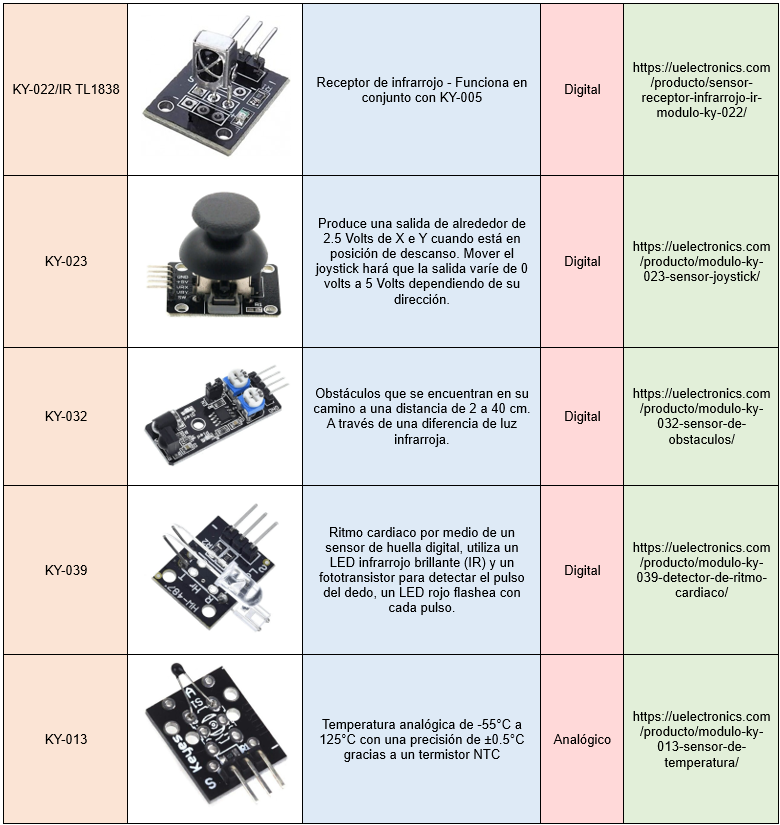 KY-022/IR TL1838
S
Receptor de infrarrojo - Funciona en
conjunto con KY-005
Digital
https://uelectronics.com
/producto/sensor-
receptor-infrarrojo-ir-
modulo-ky-022/
KY-023
GND
+5V
VRX
VRY
SW
Produce una salida de alrededor de
2.5 Volts de X e Y cuando está en
posición de descanso. Mover el
joystick hará que la salida varíe de 0
volts a 5 Volts dependiendo de su
dirección.
Digital
https://uelectronics.com
/producto/modulo-ky-
023-sensor-joystick/
KY-032
Obstáculos que se encuentran en su
camino a una distancia de 2 a 40 cm.
A través de una diferencia de luz
infarroja.
Digital
https://uelectronics.com
/producto/modulo-ky-
032-sensor-de-
obstaculos/
KY-039
Ritmo cardiaco por medio de un
sensor de huella digital, utiliza un
LED infrarrojo brillante (IR) y un
fototransistor para detectar el pulso
del dedo, un LED rojo flashea con
cada pulso.
Digital
https://uelectronics.com
/producto/modulo-ky-
039-detector-de-ritmo-
cardiaco/
KY-013
Keyes
S
Temperatura analógica de -55°C a
125°C con una precisión de ±0.5°C
gracias a un termistor NTC
Analógico
https://uelectronics.com
/producto/modulo-ky-
013-sensor-de-
temperatura/